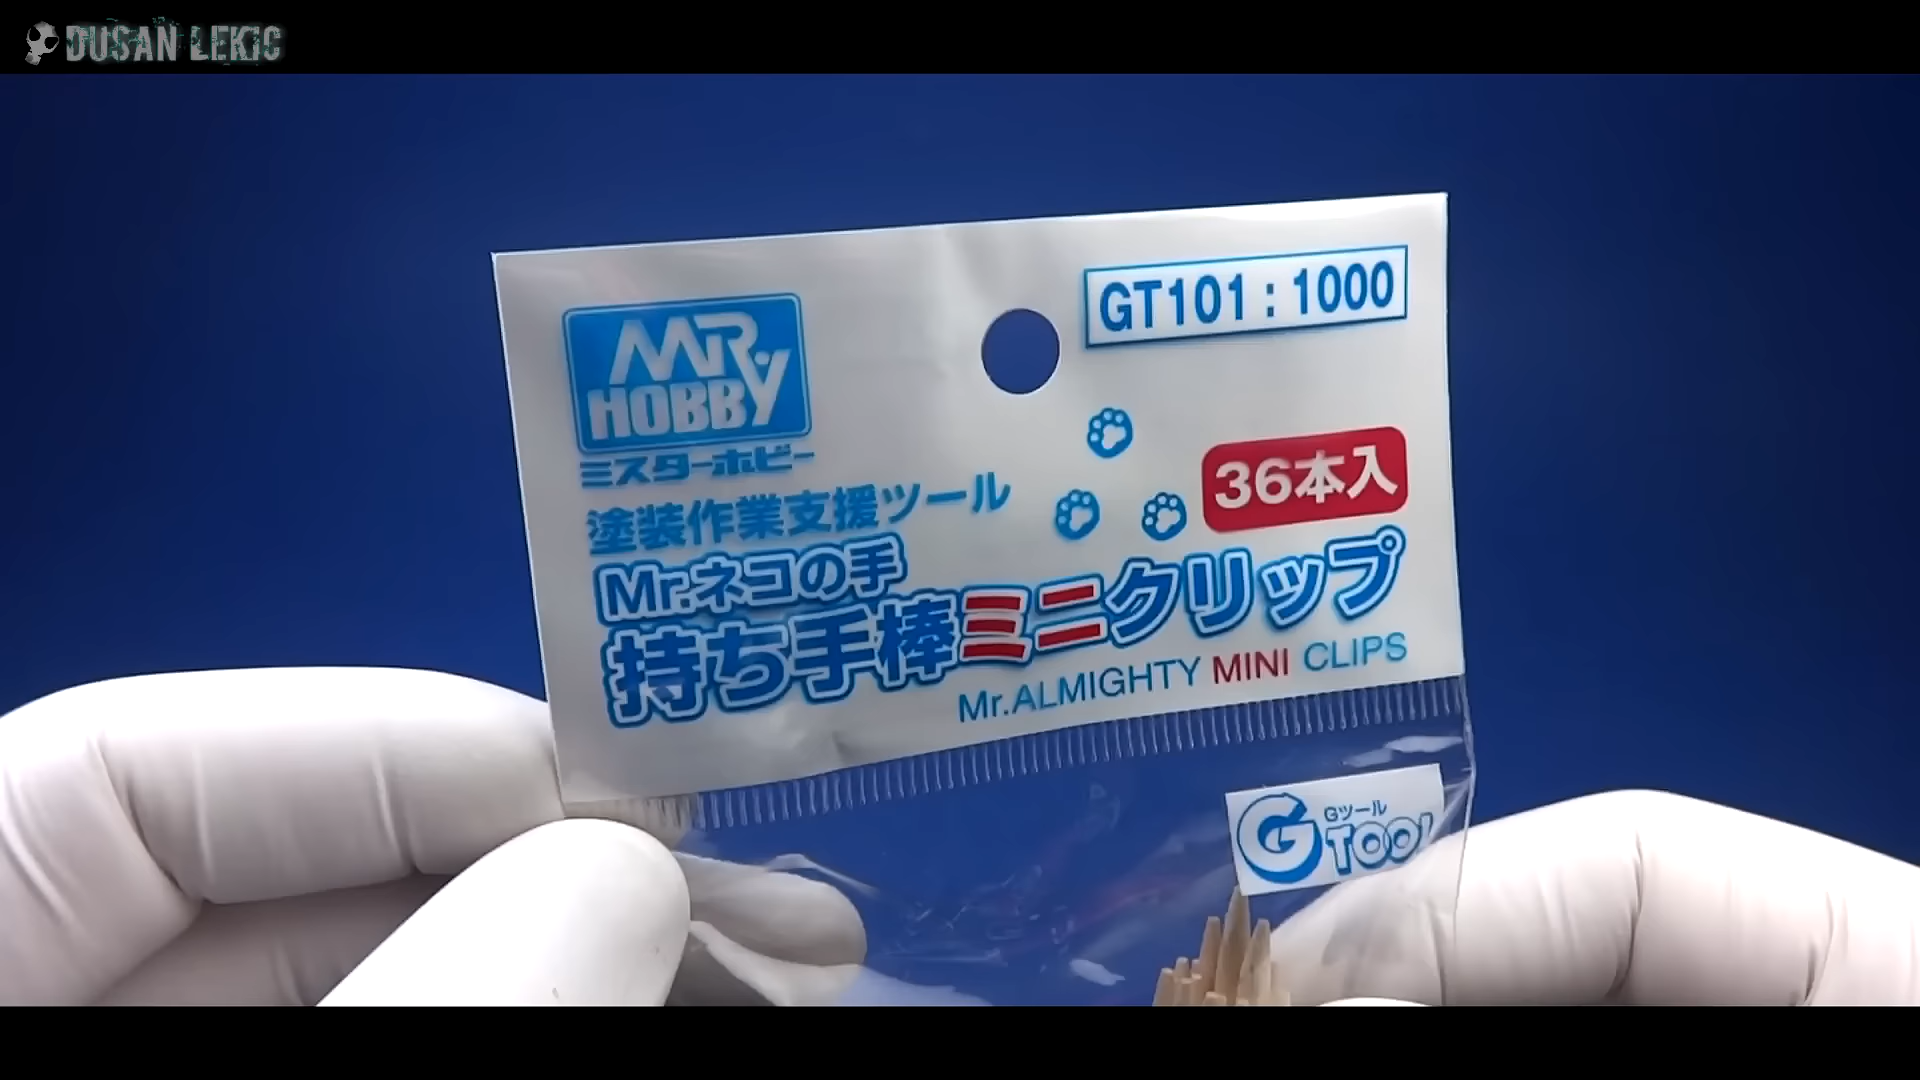 DUSAN LEKIC
GT101 : 1000
MR HOBBY
ミスターホビー
36本入
塗装作業支援ツール
Mr.ネコの手
持ち手棒ミニクリップ
Mr.ALMIGHTY MINI CLIPS
Gツール
G TOOL